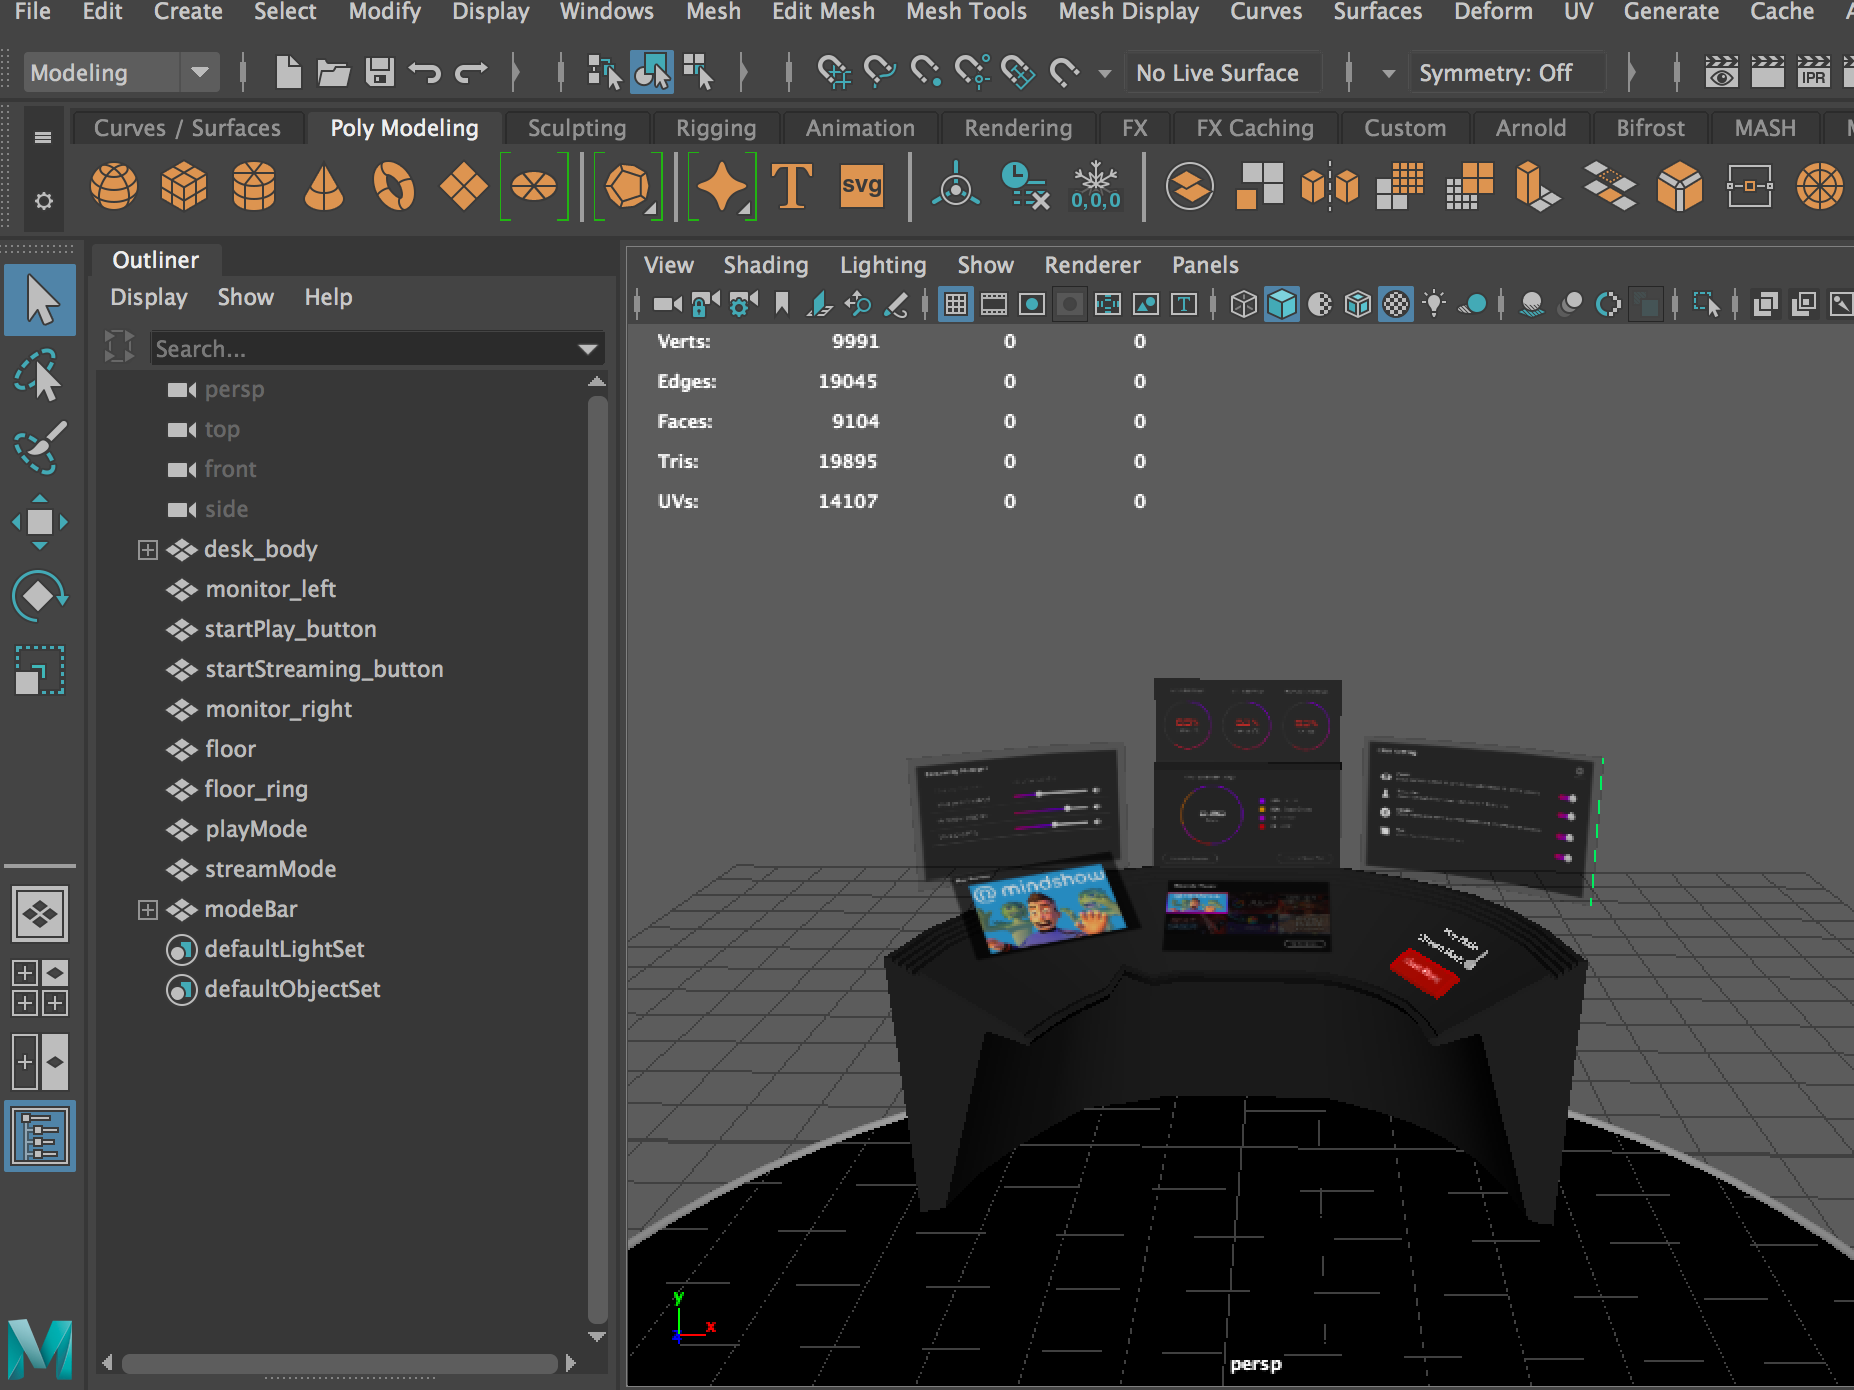 File Edit Create Select Modify Display Windows Mesh Edit Mesh Mesh Tools Mesh Display Curves Surfaces Deform UV Generate Cache
Modeling No Live Surface Symmetry: Off IPR
Curves / Surfaces Poly Modeling Sculpting Rigging Animation Rendering FX FX Caching Custom Arnold Bifrost MASH
T svg 0,0,0
Outliner
Display Show Help
Search...
persp
top
front
side
desk_body
monitor_left
startPlay_button
startStreaming_button
monitor_right
floor
floor_ring
playMode
streamMode
modeBar
defaultLightSet
defaultObjectSet
View Shading Lighting Show Renderer Panels
Verts: 9991 0 0
Edges: 19045 0 0
Faces: 9104 0 0
Tris: 19895 0 0
UVs: 14107 0 0
mindshow
y
x
z
persp
M